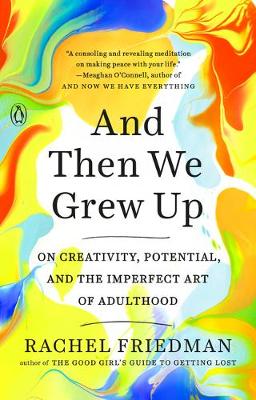 "A consoling and revealing meditation
on making peace with your life."
—Meaghan O'Connell, author of
AND NOW WE HAVE EVERYTHING
And
Then We
Grew Up
ON CREATIVITY, POTENTIAL,
AND THE IMPERFECT ART
OF ADULTHOOD
RACHEL FRIEDMAN
author of THE GOOD GIRL'S GUIDE TO GETTING LOST